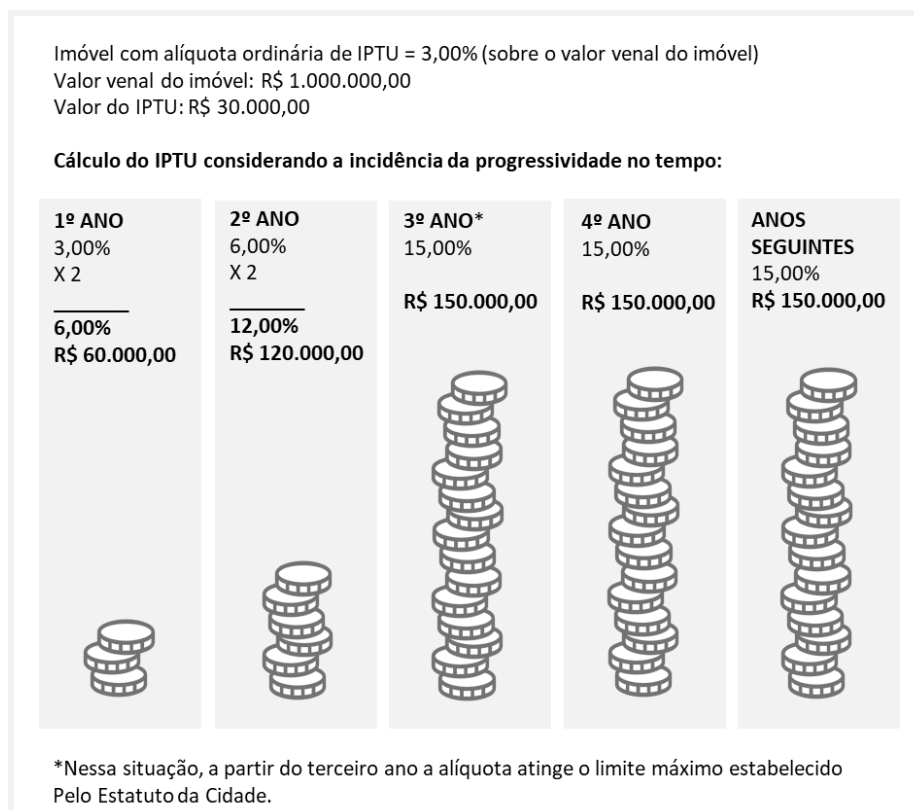 Imóvel com alíquota ordinária de IPTU = 3,00% (sobre o valor venal do imóvel)
Valor venal do imóvel: R$ 1.000.000,00
Valor do IPTU: R$ 30.000,00
Cálculo do IPTU considerando a incidência da progressividade no tempo:
1º ANO
3,00%
X 2
6,00%
R$ 60.000,00
2º ANO
6,00%
X 2
12,00%
R$ 120.000,00
3º ANO*
15,00%
R$ 150.000,00
4º ANO
15,00%
R$ 150.000,00
ANOS
SEGUINTES
15,00%
R$ 150.000,00
*Nessa situação, a partir do terceiro ano a alíquota atinge o limite máximo estabelecido
Pelo Estatuto da Cidade.